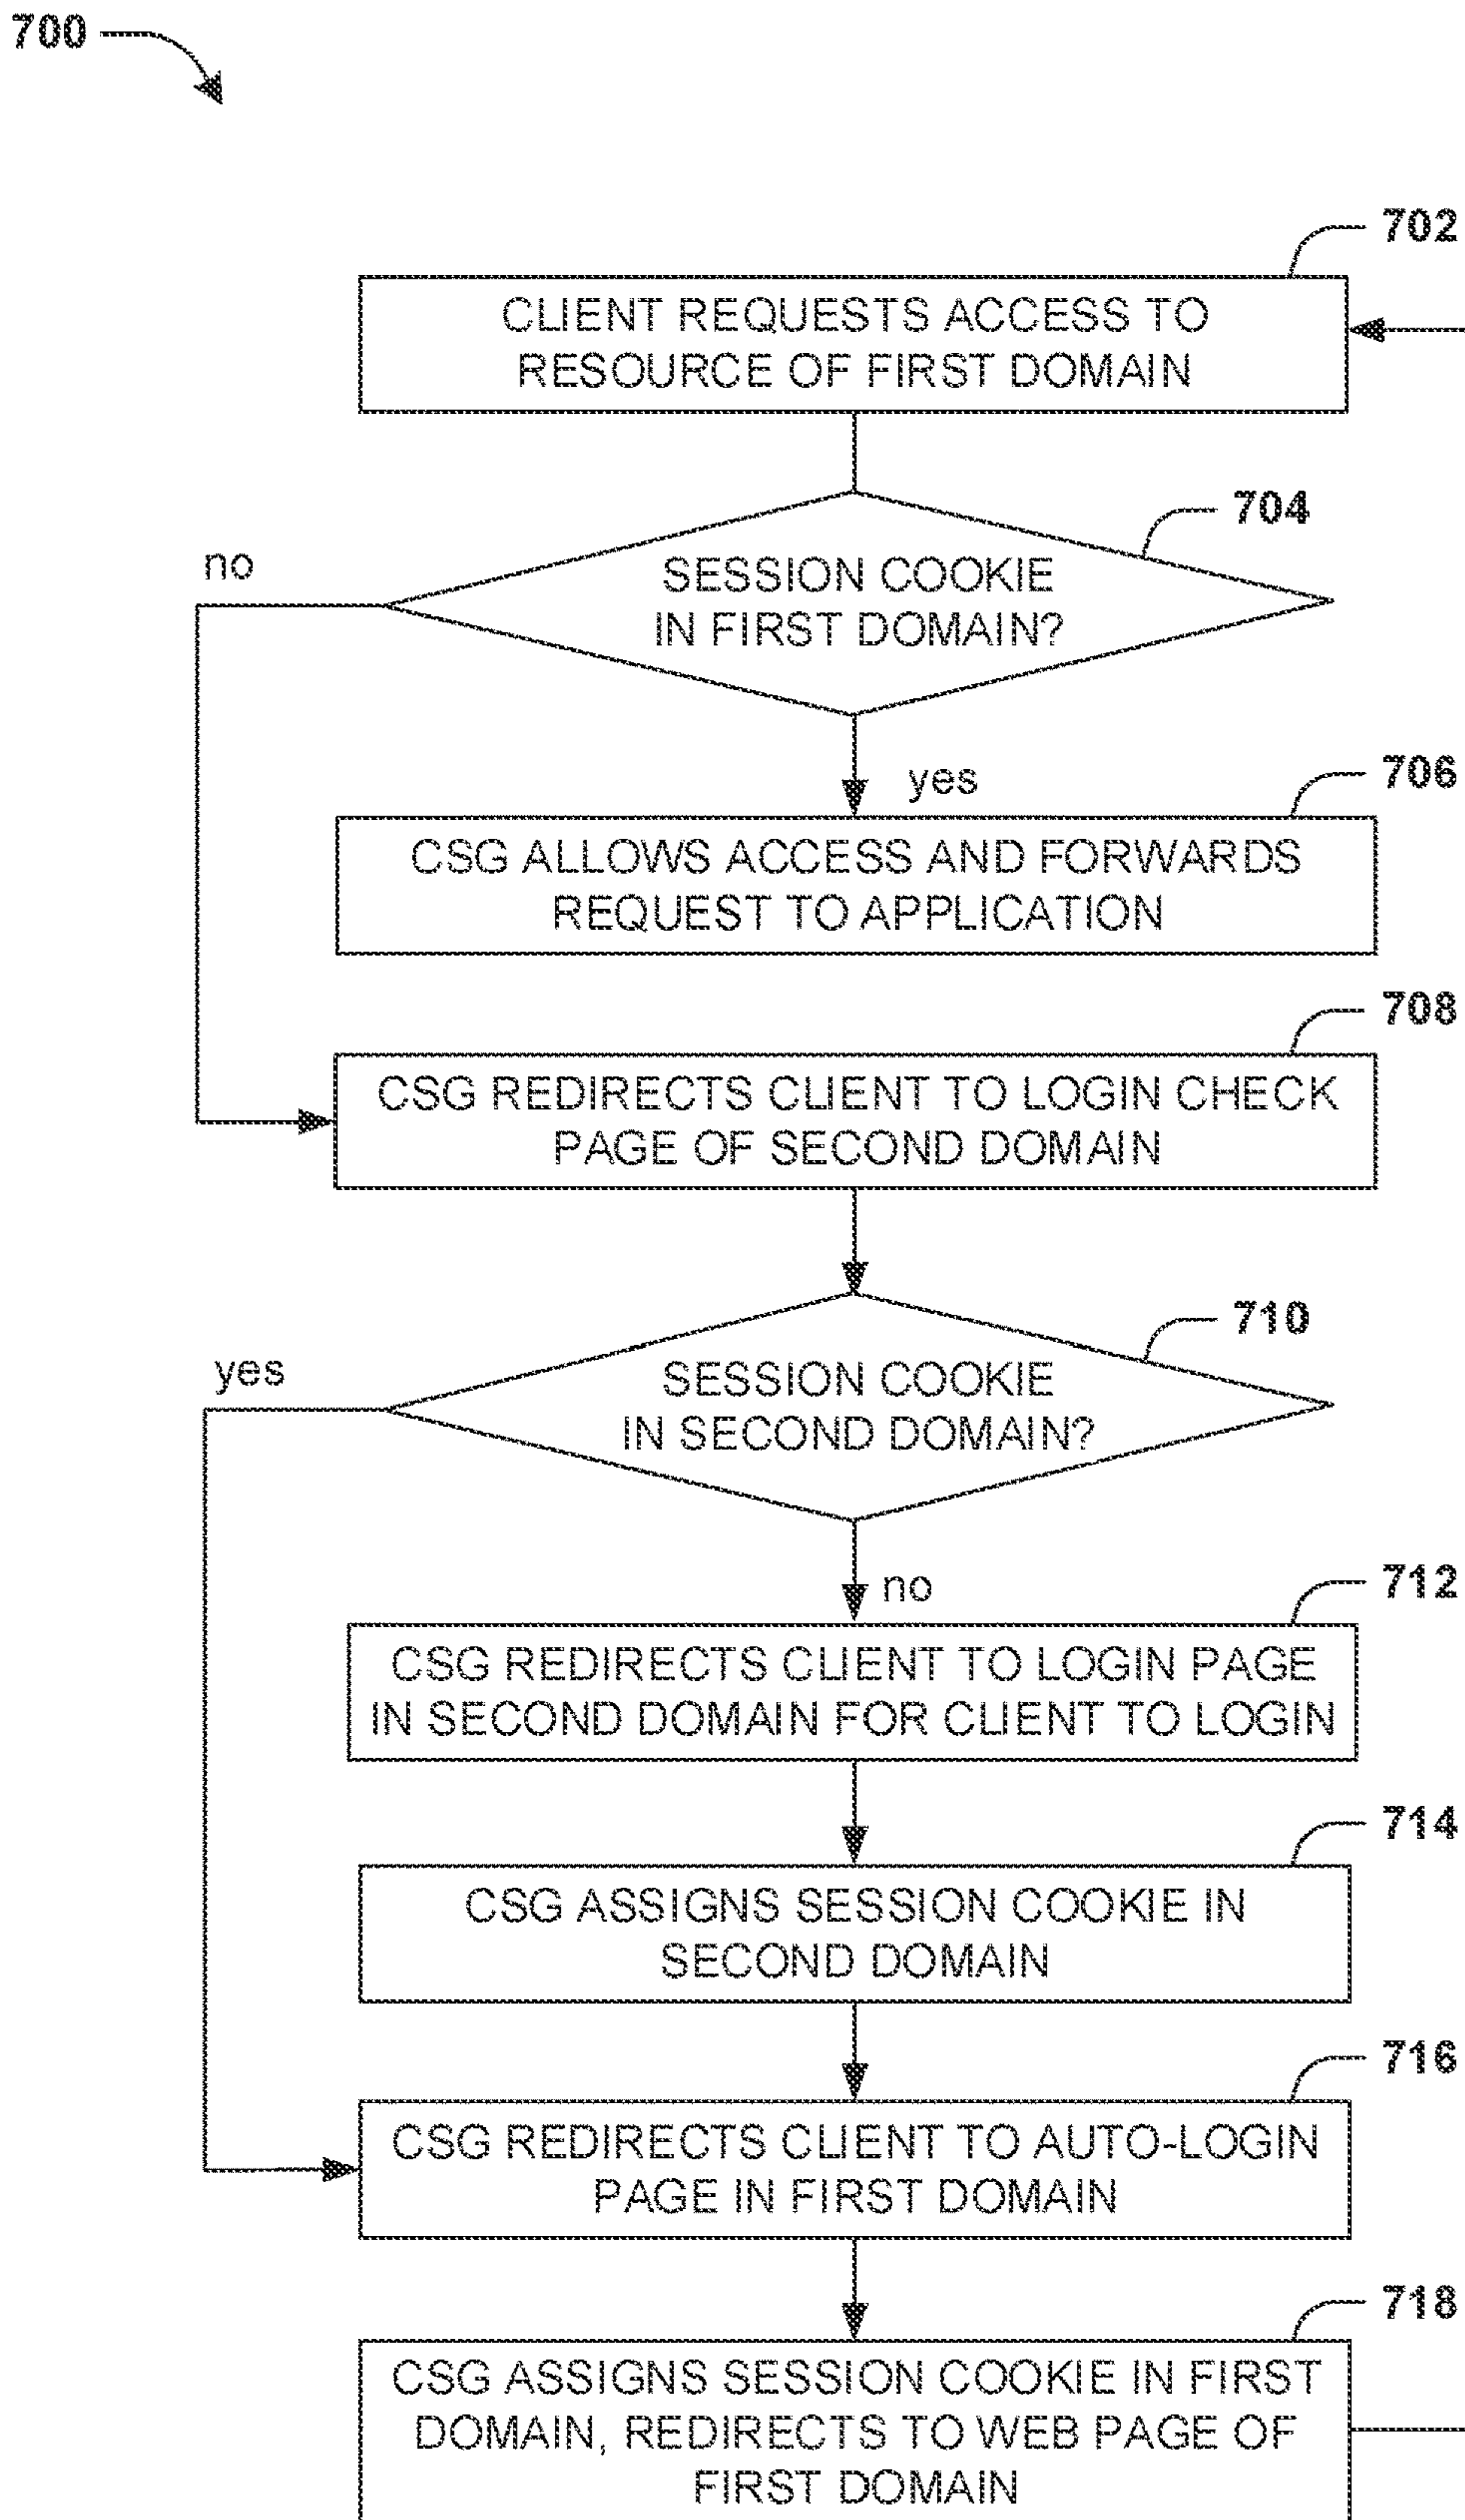 700
702
CLIENT REQUESTS ACCESS TO
RESOURCE OF FIRST DOMAIN
704
no
SESSION COOKIE
IN FIRST DOMAIN?
yes
706
CSG ALLOWS ACCESS AND FORWARDS
REQUEST TO APPLICATION
708
CSG REDIRECTS CLIENT TO LOGIN CHECK
PAGE OF SECOND DOMAIN
710
yes
SESSION COOKIE
IN SECOND DOMAIN?
no
712
CSG REDIRECTS CLIENT TO LOGIN PAGE
IN SECOND DOMAIN FOR CLIENT TO LOGIN
714
CSG ASSIGNS SESSION COOKIE IN
SECOND DOMAIN
716
CSG REDIRECTS CLIENT TO AUTO-LOGIN
PAGE IN FIRST DOMAIN
718
CSG ASSIGNS SESSION COOKIE IN FIRST
DOMAIN, REDIRECTS TO WEB PAGE OF
FIRST DOMAIN